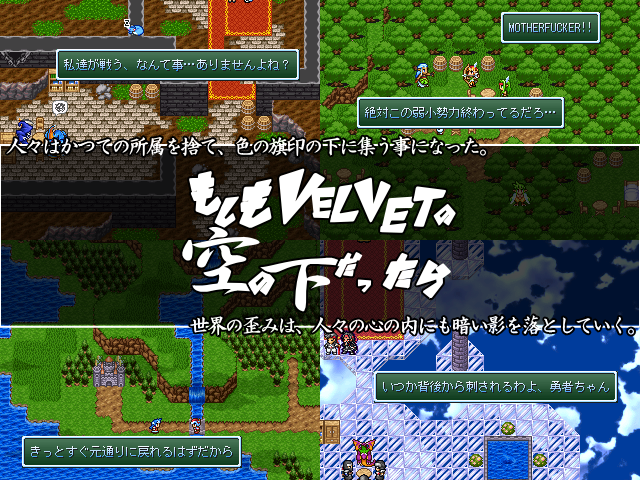 MOTHERFUCKER!!
私達が戦う、なんて事…ありませんよね？
絶対この弱小勢力終わってるだろ…
人々はかつての所属を捨て、色の旗印の下に集う事になった。
もしもVELVETの
空の下だったら
世界の歪みは、人々の心の内にも暗い影を落としていく。
いつか背後から刺されるわよ、勇者ちゃん
きっとすぐ元通りに戻れるはずだから